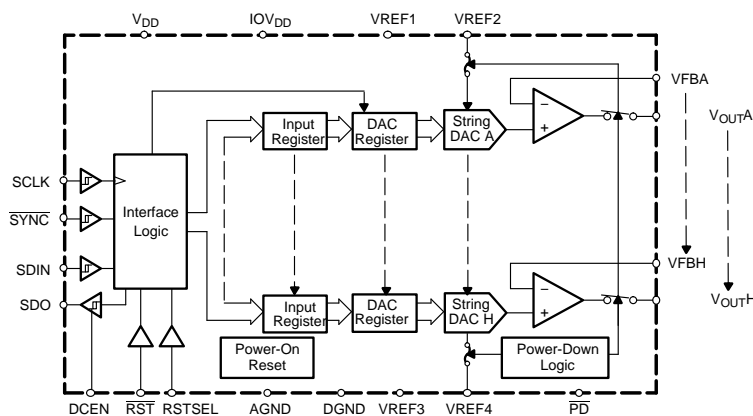 VDD IOVDD VREF1 VREF2
VFBA
Input
Register
DAC
Register
String
DAC A
−
+
VOUTA
SCLK
SYNC
SDIN
SDO
Interface
Logic
VFBH
Input
Register
DAC
Register
String
DAC H
−
+
VOUTH
Power-On
Reset
Power-Down
Logic
DCEN RST RSTSEL AGND DGND VREF3 VREF4 PD